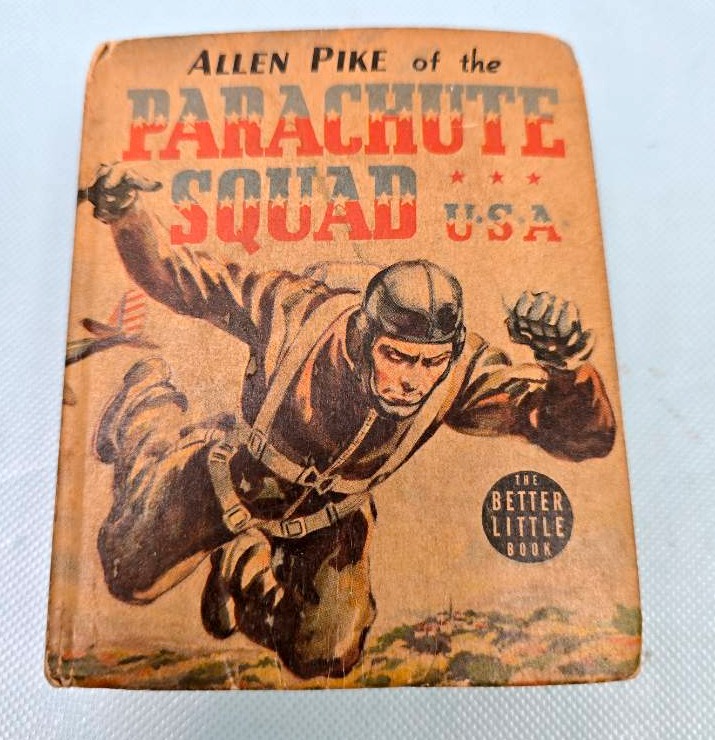 ALLEN PIKE of the
PARACHUTE
SQUAD
U·S·A·
THE
BETTER
LITTLE
BOOK